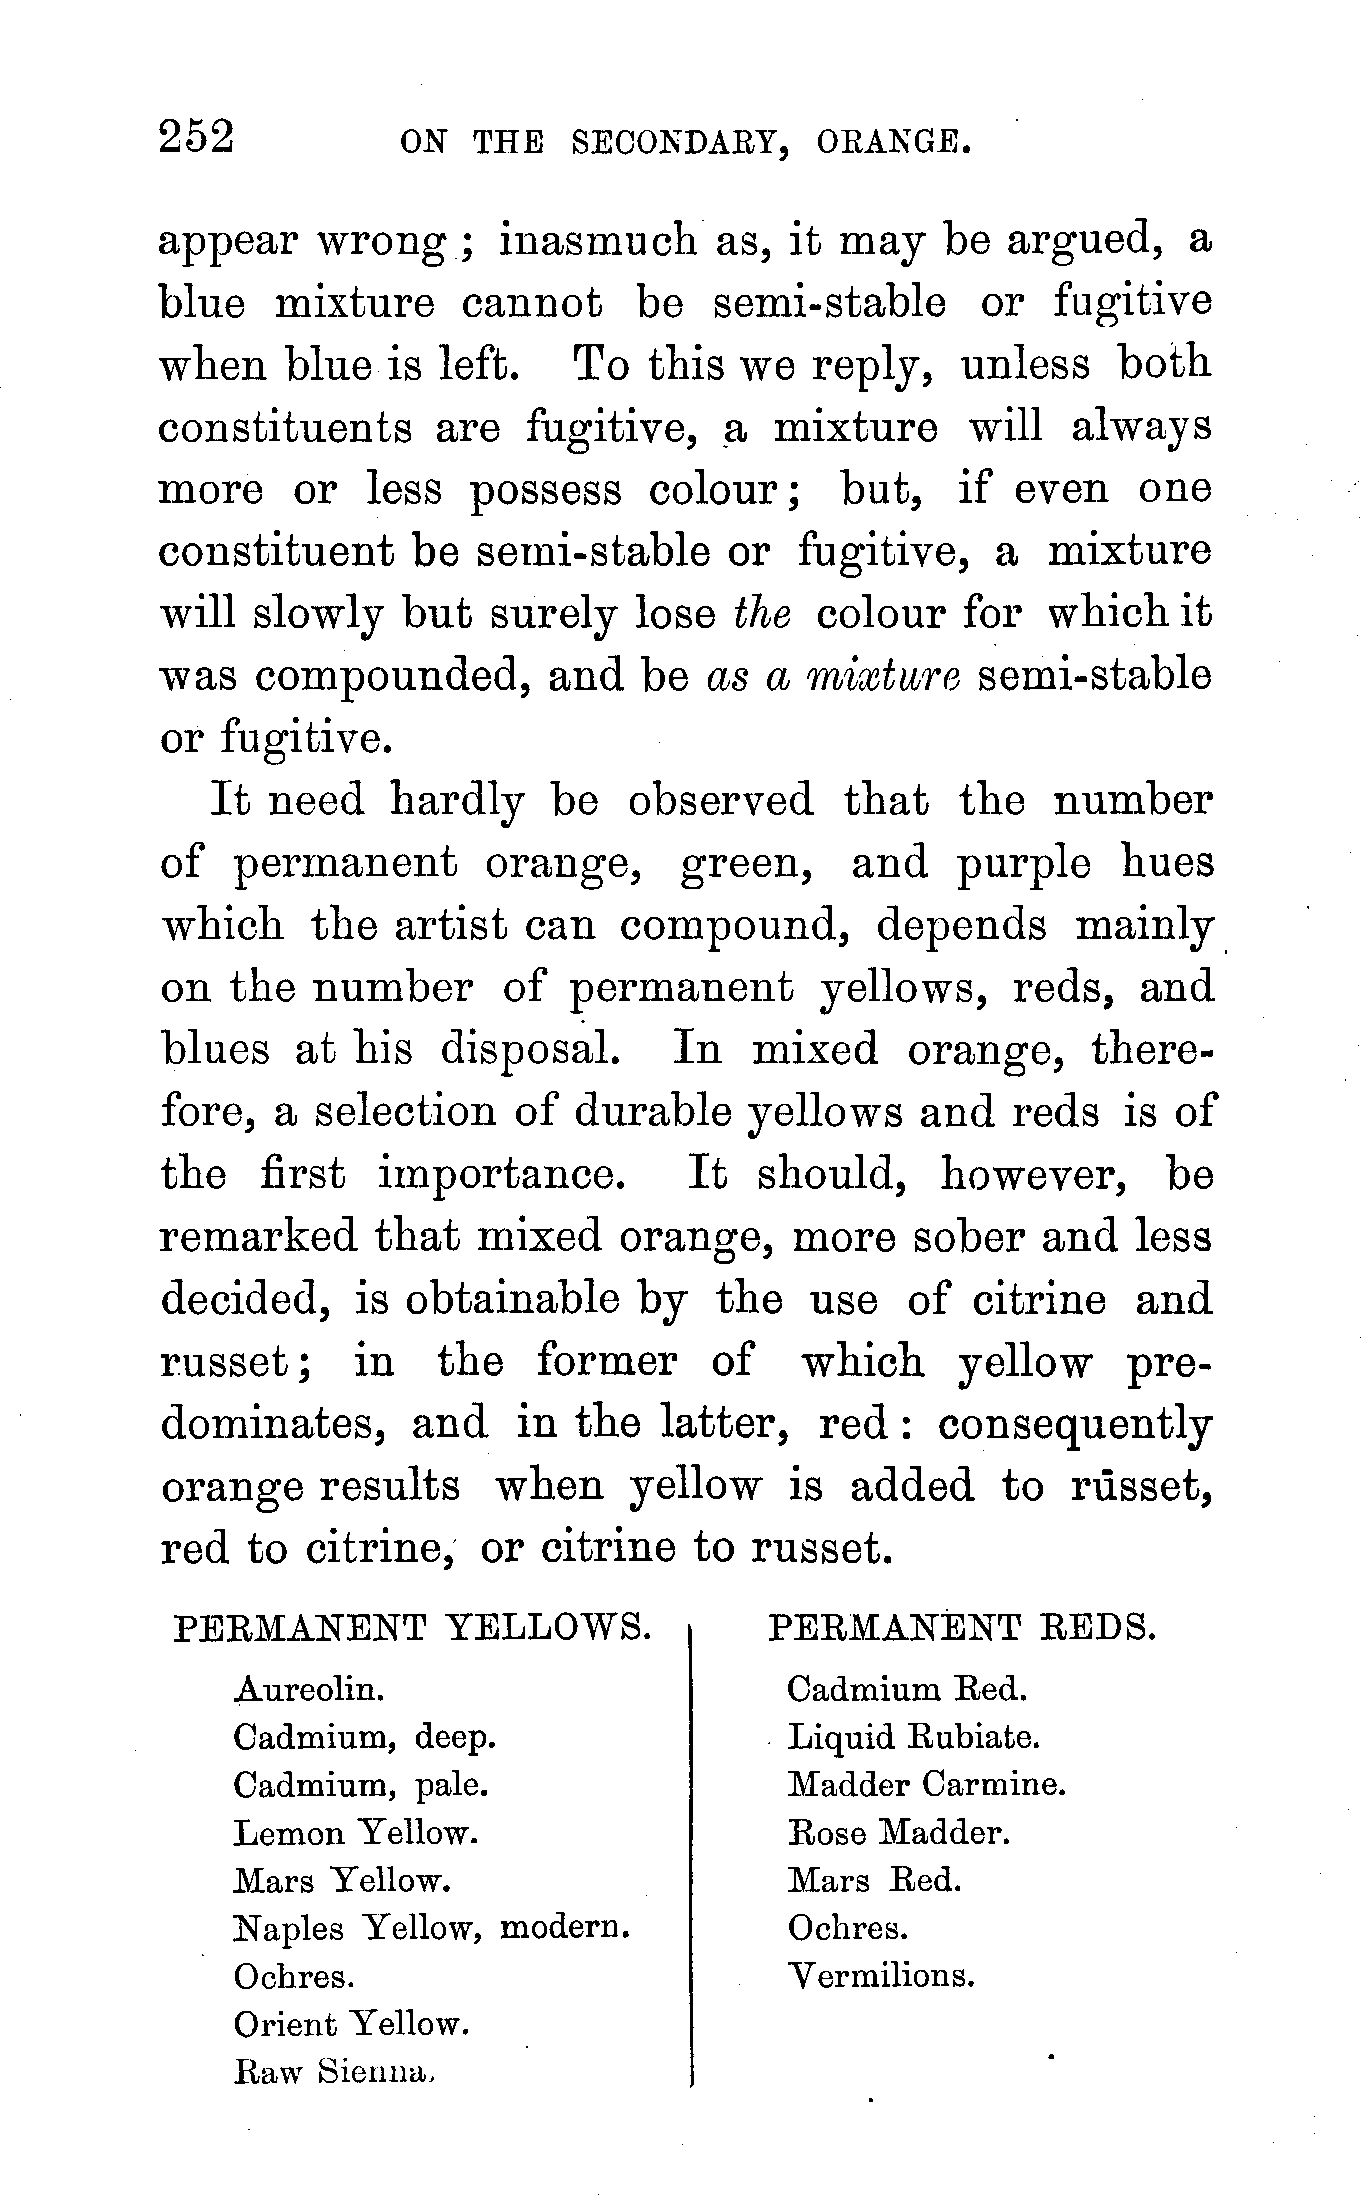 252 ON THE SECONDARY, ORANGE.
appear wrong; inasmuch as, it may be argued, a
blue mixture cannot be semi-stable or fugitive
when blue is left. To this we reply, unless both
constituents are fugitive, a mixture will always
more or less possess colour; but, if even one
constituent be semi-stable or fugitive, a mixture
will slowly but surely lose the colour for which it
was compounded, and be as a mixture semi-stable
or fugitive.
It need hardly be observed that the number
of permanent orange, green, and purple hues
which the artist can compound, depends mainly
on the number of permanent yellows, reds, and
blues at his disposal. In mixed orange, there-
fore, a selection of durable yellows and reds is of
the first importance. It should, however, be
remarked that mixed orange, more sober and less
decided, is obtainable by the use of citrine and
russet; in the former of which yellow pre-
dominates, and in the latter, red: consequently
orange results when yellow is added to russet,
red to citrine, or citrine to russet.
PERMANENT YELLOWS.
Aureolin.
Cadmium, deep.
Cadmium, pale.
Lemon Yellow.
Mars Yellow.
Naples Yellow, modern.
Ochres.
Orient Yellow.
Raw Sienna.
PERMANENT REDS.
Cadmium Red.
Liquid Rubiate.
Madder Carmine.
Rose Madder.
Mars Red.
Ochres.
Vermilions.